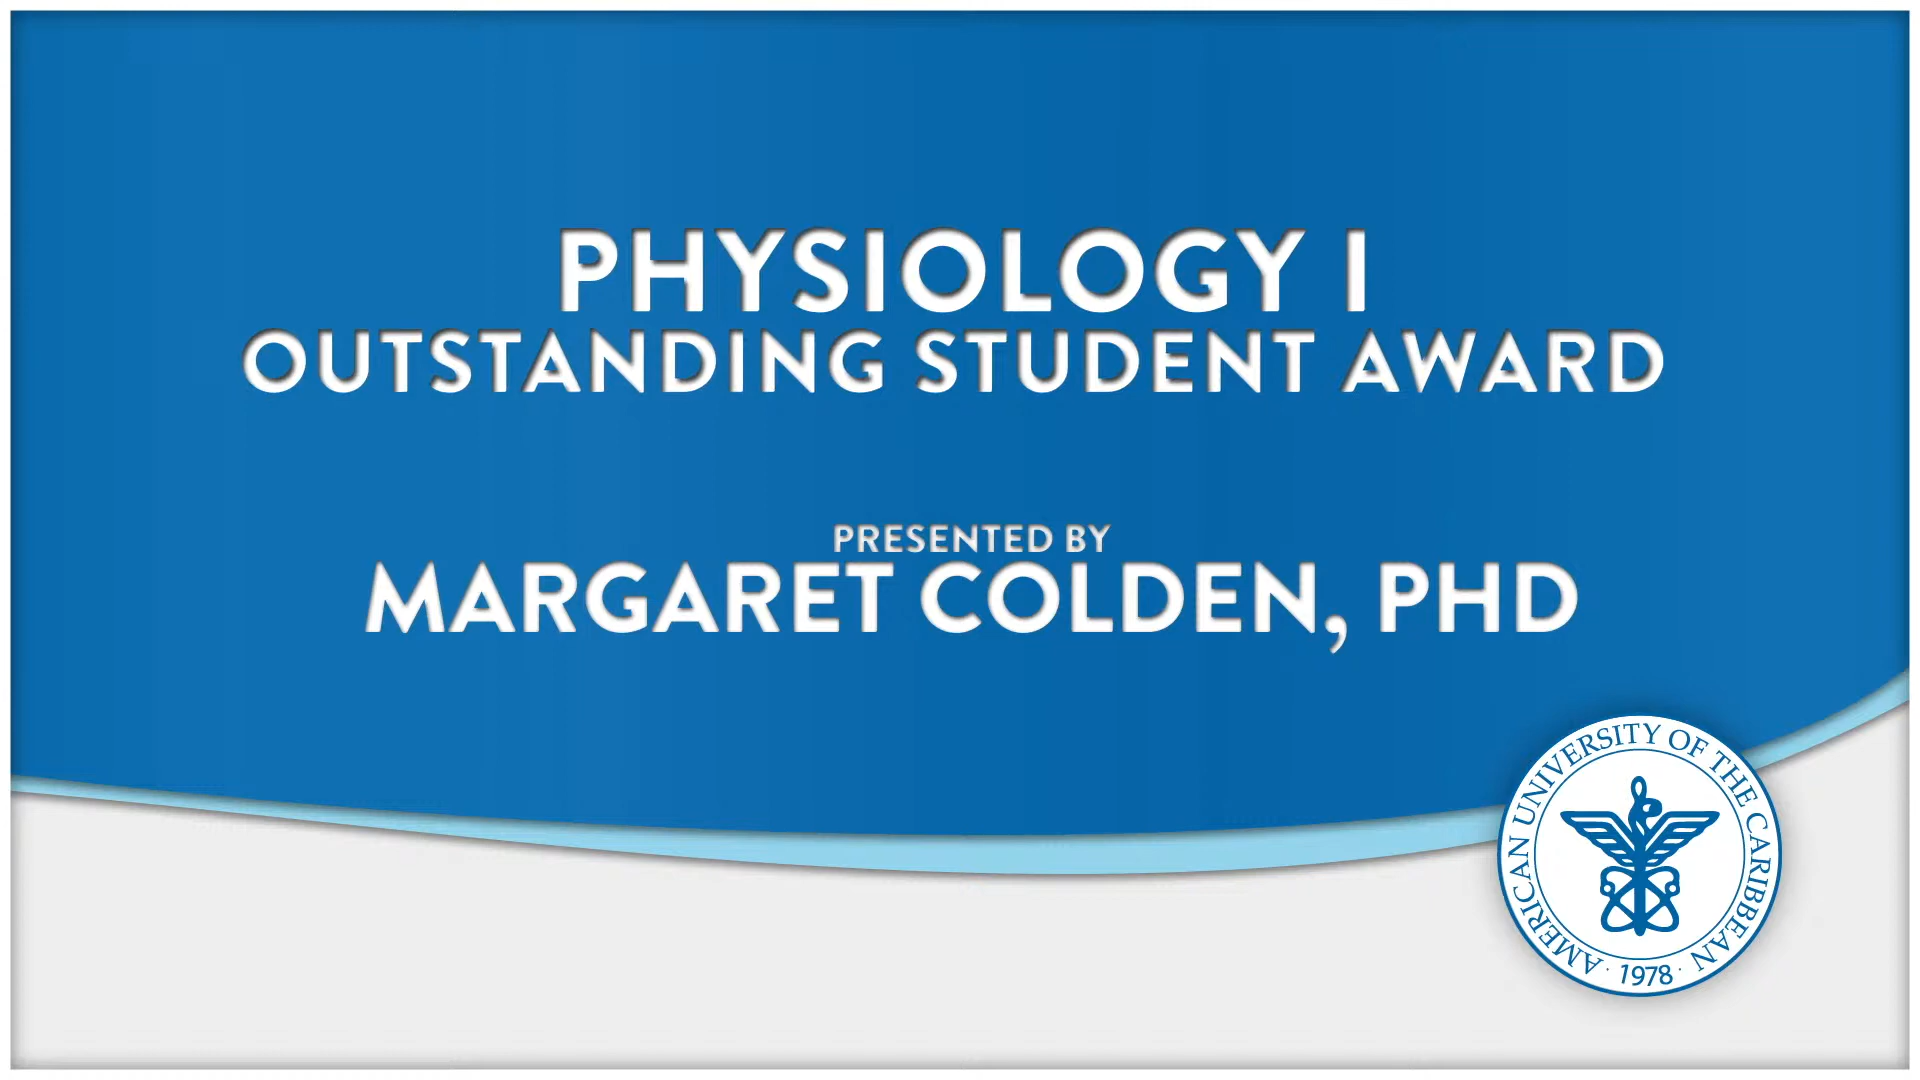 PHYSIOLOGY I
OUTSTANDING STUDENT AWARD
PRESENTED BY
MARGARET COLDEN, PHD
AMERICAN UNIVERSITY OF THE CARIBBEAN
· 1978 ·